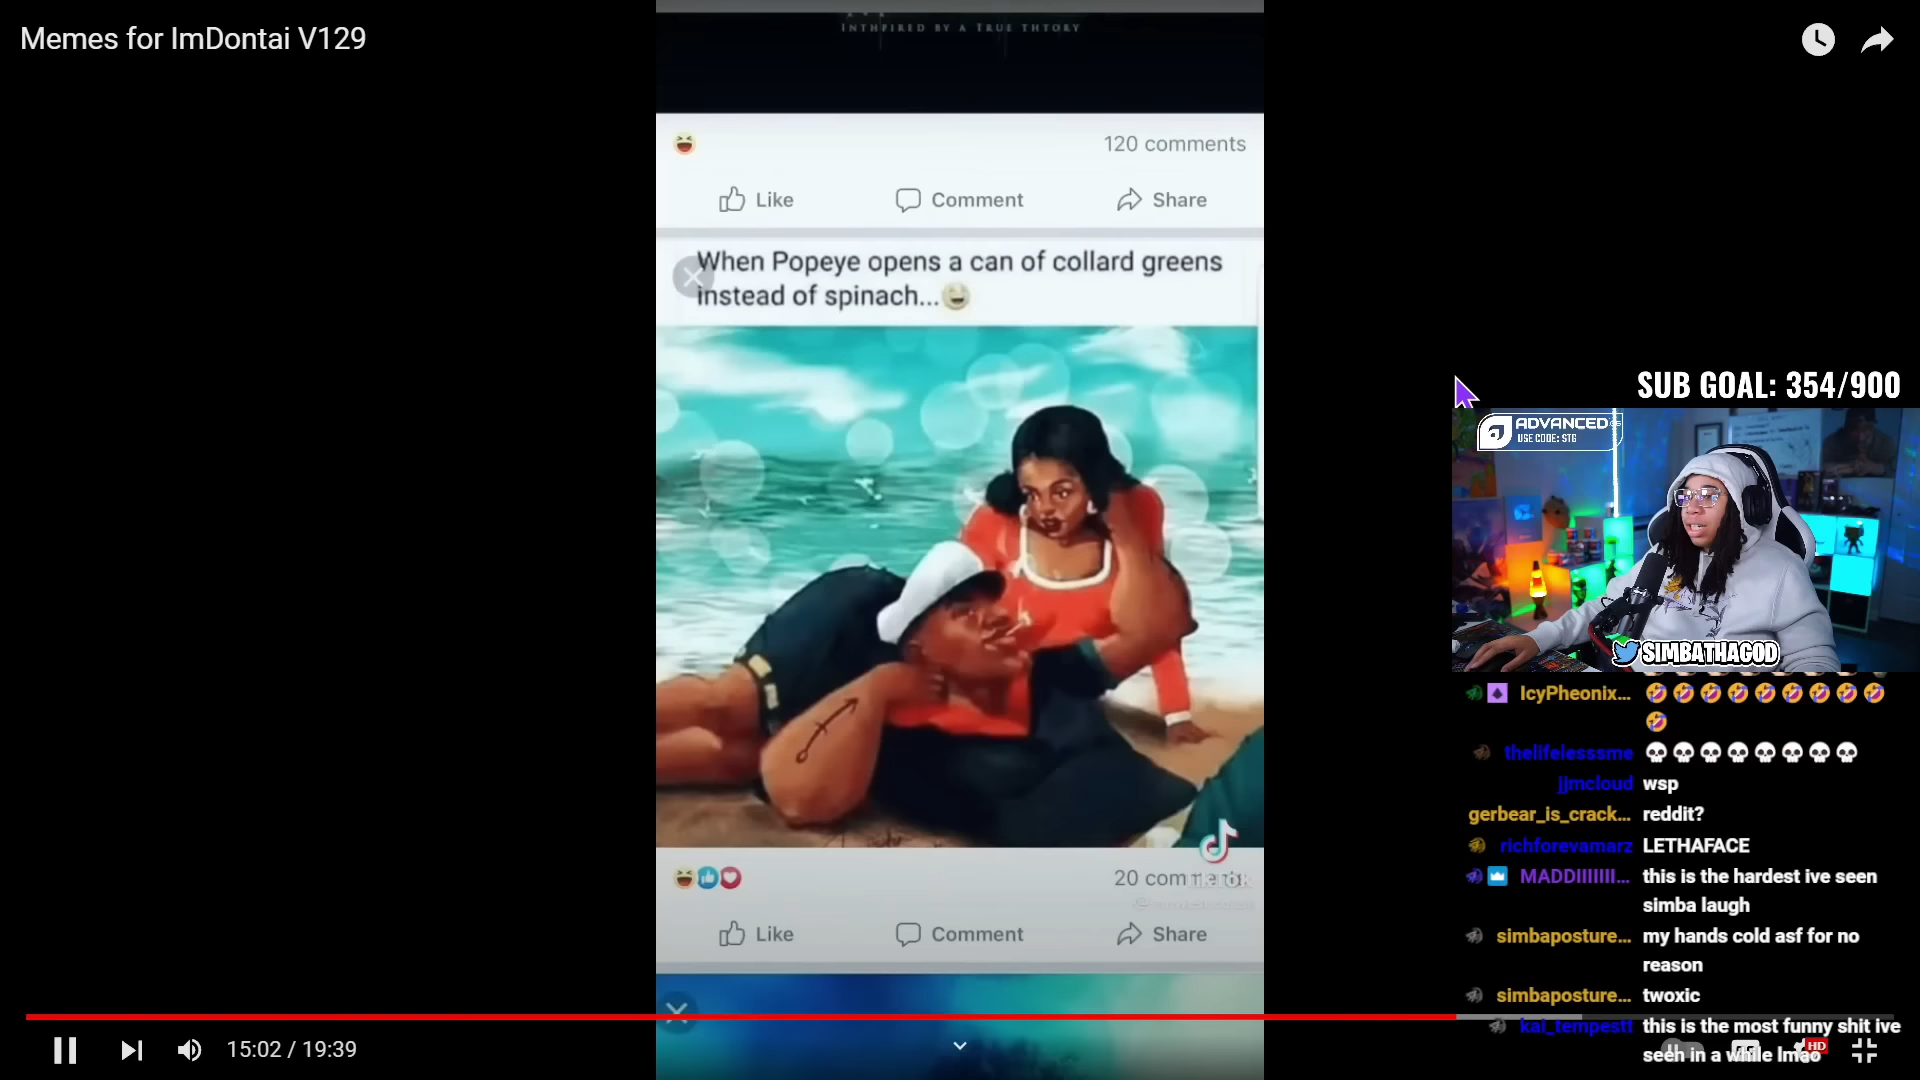 Memes for ImDontai V129
INTHPIRED BY A TRUE THTORY
120 comments
Like
Comment
Share
When Popeye opens a can of collard greens
instead of spinach...
20 comments
Like
Comment
Share
SUB GOAL: 354/900
ADVANCED
USE CODE: STG
SIMBATHAGOD
IcyPheonix...
thelifelesssme
jjmcloud wsp
gerbear_is_crack... reddit?
richforevamarz LETHAFACE
MADDIIIIIII... this is the hardest ive seen
simba laugh
simbaposture... my hands cold asf for no
reason
simbaposture... twoxic
kai_tempestt this is the most funny shit ive
seen in a while lmao
HD
15:02 / 19:39